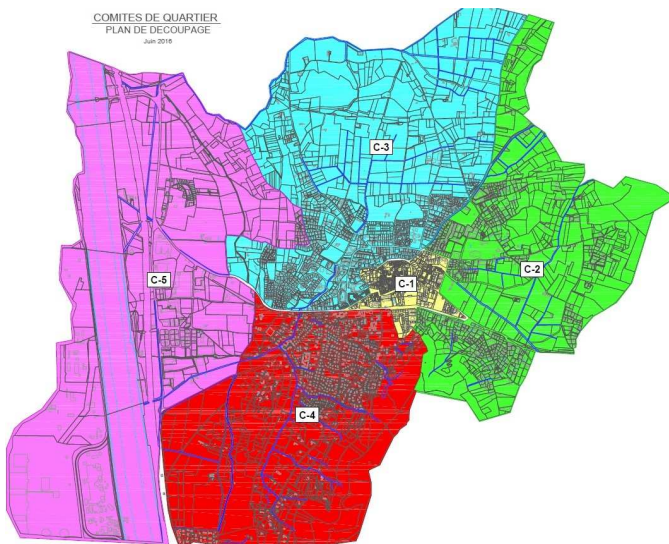 COMITES DE QUARTIER
PLAN DE DECOUPAGE
Juin 2016
C-3
C-2
C-5
C-1
C-4